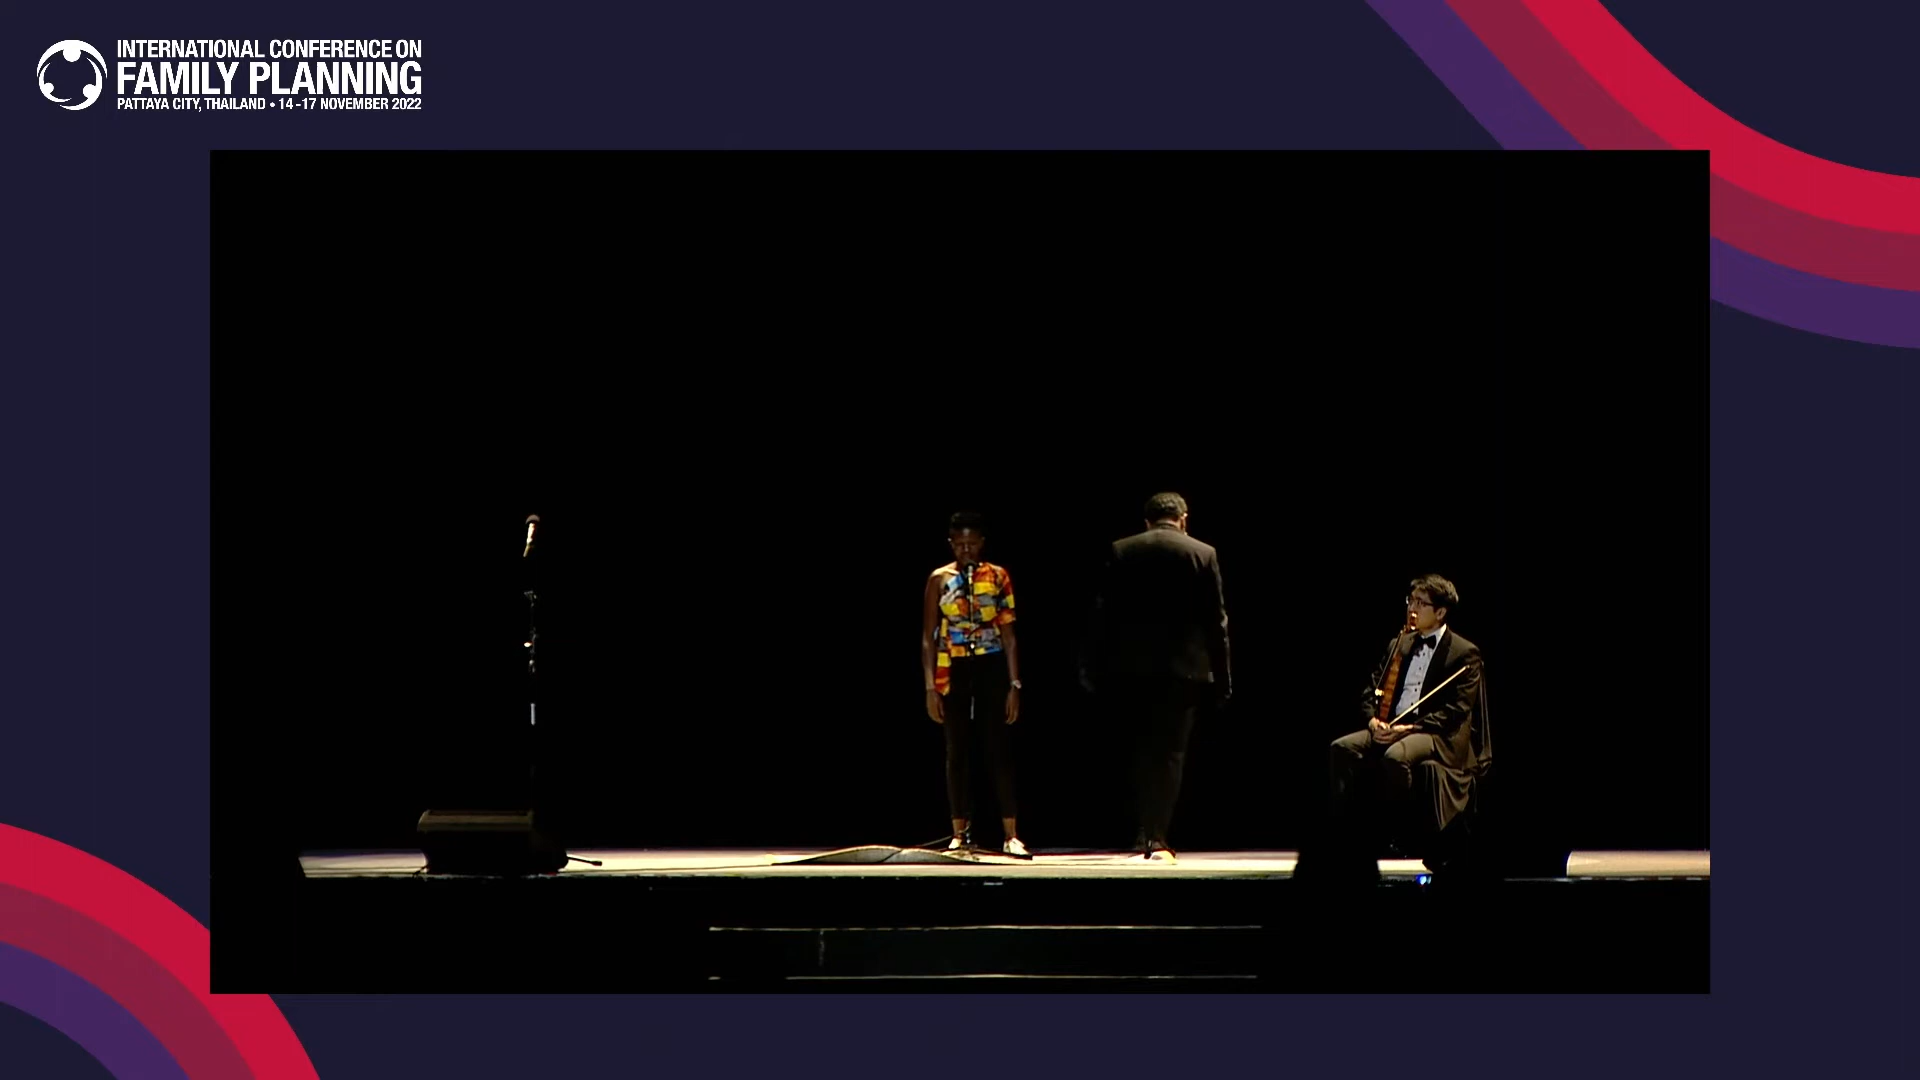 INTERNATIONAL CONFERENCE ON
FAMILY PLANNING
PATTAYA CITY, THAILAND • 14-17 NOVEMBER 2022